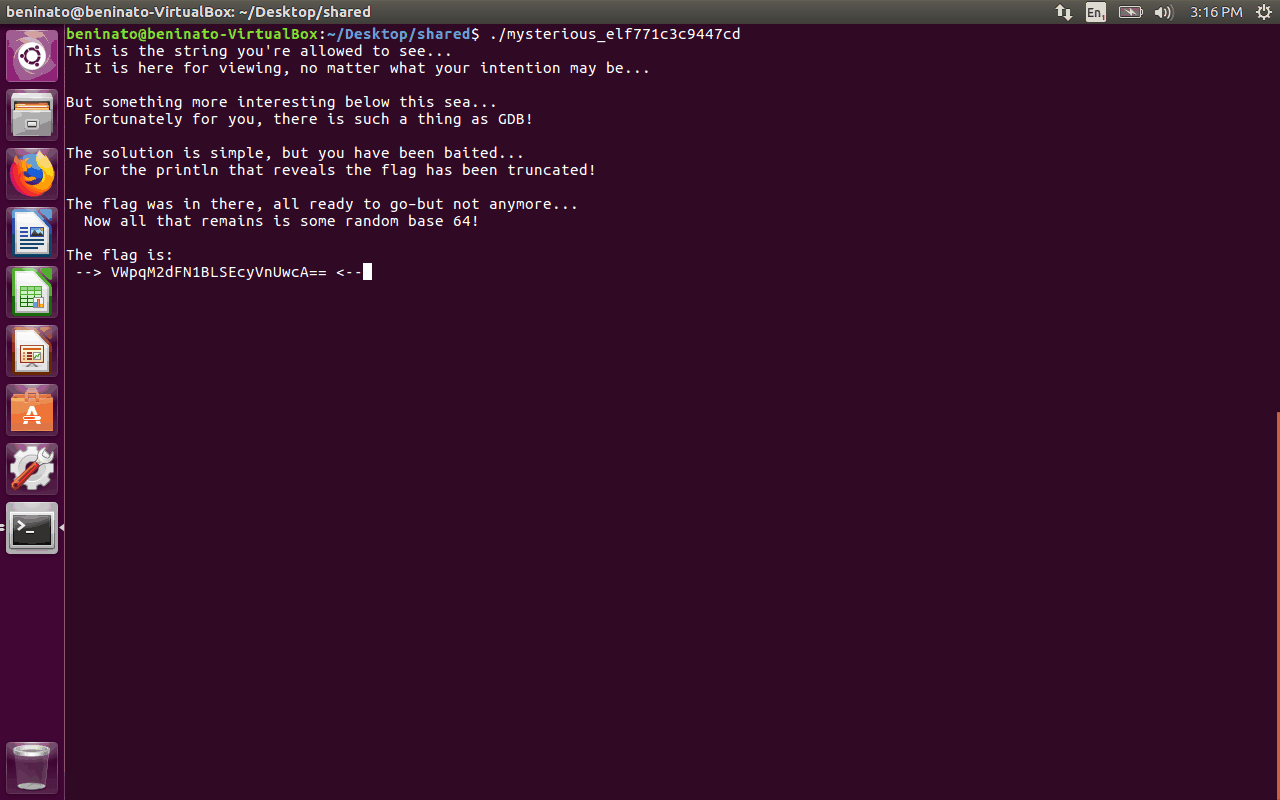 beninato@beninato-VirtualBox: ~/Desktop/shared
En1
3:16 PM
beninato@beninato-VirtualBox:~/Desktop/shared$ ./mysterious_elf771c3c9447cd
This is the string you're allowed to see...
  It is here for viewing, no matter what your intention may be...

But something more interesting below this sea...
  Fortunately for you, there is such a thing as GDB!

The solution is simple, but you have been baited...
  For the println that reveals the flag has been truncated!

The flag was in there, all ready to go-but not anymore...
  Now all that remains is some random base 64!

The flag is:
 --> VWpqM2dFN1BLSEcyVnUwcA== <--